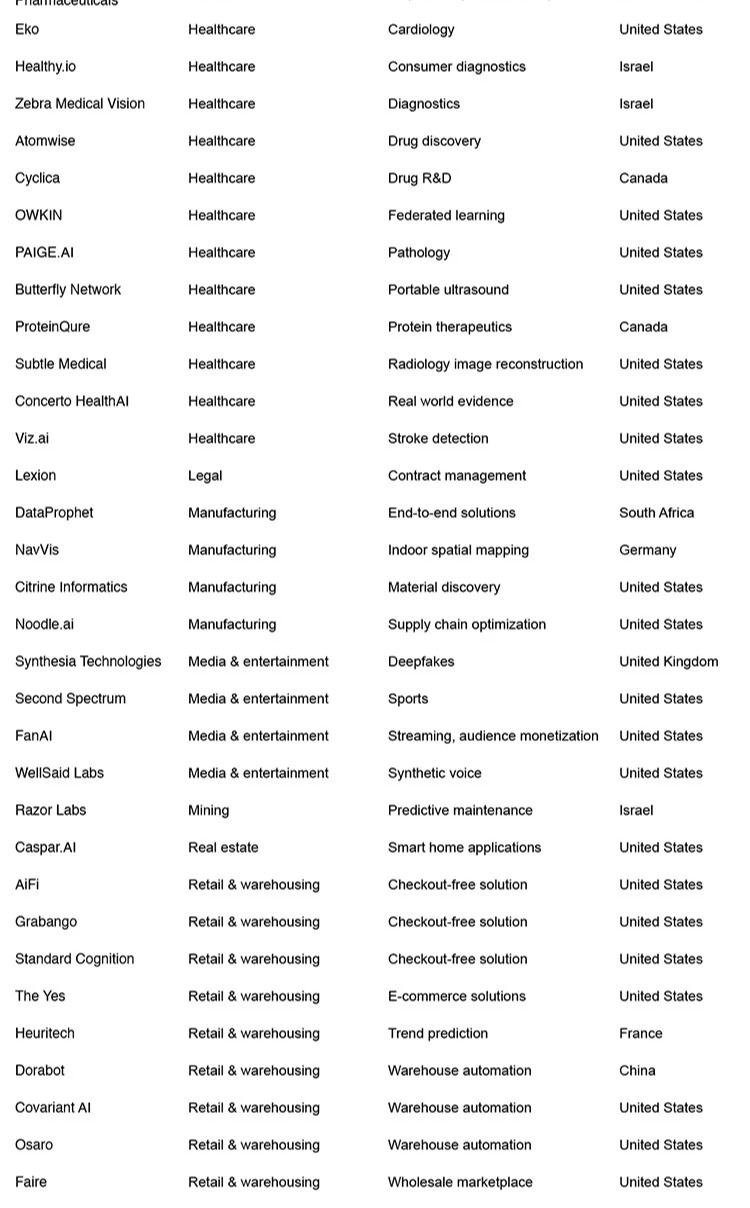 Pharmaceuticals
Eko Healthcare Cardiology United States
Healthy.io Healthcare Consumer diagnostics Israel
Zebra Medical Vision Healthcare Diagnostics Israel
Atomwise Healthcare Drug discovery United States
Cyclica Healthcare Drug R&D Canada
OWKIN Healthcare Federated learning United States
PAIGE.AI Healthcare Pathology United States
Butterfly Network Healthcare Portable ultrasound United States
ProteinQure Healthcare Protein therapeutics Canada
Subtle Medical Healthcare Radiology image reconstruction United States
Concerto HealthAI Healthcare Real world evidence United States
Viz.ai Healthcare Stroke detection United States
Lexion Legal Contract management United States
DataProphet Manufacturing End-to-end solutions South Africa
NavVis Manufacturing Indoor spatial mapping Germany
Citrine Informatics Manufacturing Material discovery United States
Noodle.ai Manufacturing Supply chain optimization United States
Synthesia Technologies Media & entertainment Deepfakes United Kingdom
Second Spectrum Media & entertainment Sports United States
FanAI Media & entertainment Streaming, audience monetization United States
WellSaid Labs Media & entertainment Synthetic voice United States
Razor Labs Mining Predictive maintenance Israel
Caspar.AI Real estate Smart home applications United States
AiFi Retail & warehousing Checkout-free solution United States
Grabango Retail & warehousing Checkout-free solution United States
Standard Cognition Retail & warehousing Checkout-free solution United States
The Yes Retail & warehousing E-commerce solutions United States
Heuritech Retail & warehousing Trend prediction France
Dorabot Retail & warehousing Warehouse automation China
Covariant AI Retail & warehousing Warehouse automation United States
Osaro Retail & warehousing Warehouse automation United States
Faire Retail & warehousing Wholesale marketplace United States